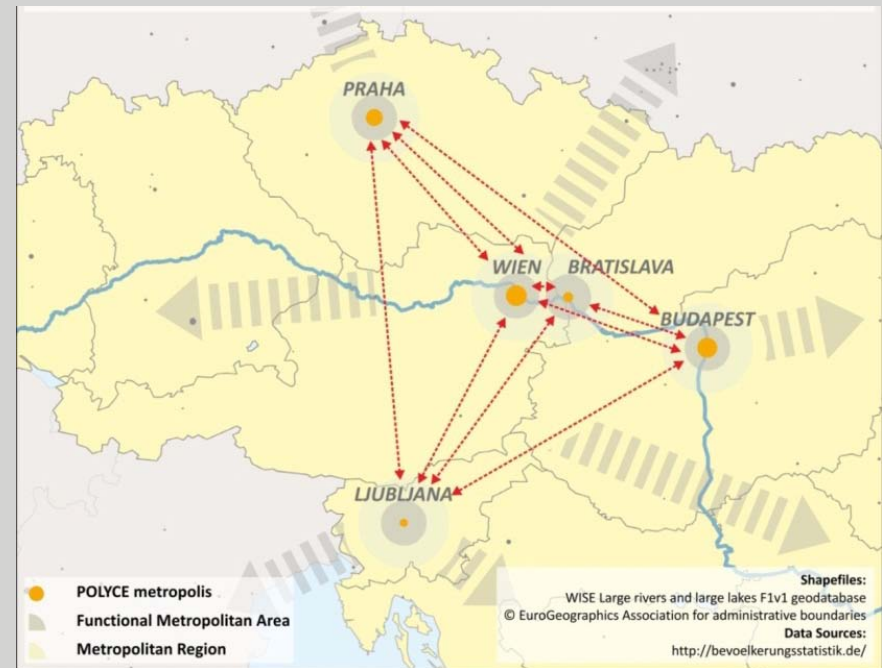 PRAHA
WIEN
BRATISLAVA
BUDAPEST
LJUBLJANA
POLYCE metropolis
Functional Metropolitan Area
Metropolitan Region
Shapefiles:
WISE Large rivers and large lakes F1v1 geodatabase
© EuroGeographics Association for administrative boundaries
Data Sources:
http://bevoelkerungsstatistik.de/